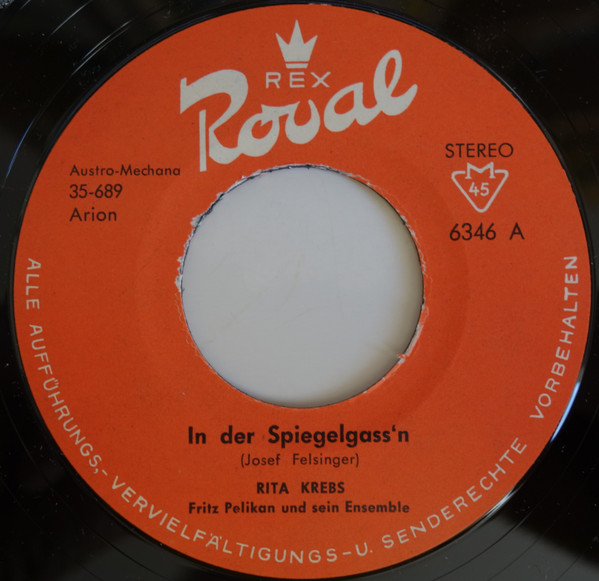 REX
Royal
Austro-Mechana
35-689
Arion
STEREO
M
45
6346 A
In der Spiegelgass'n
(Josef Felsinger)
RITA KREBS
Fritz Pelikan und sein Ensemble
ALLE AUFFÜHRUNGS,- VERVIELFÄLTIGUNGS-U. SENDERECHTE VORBEHALTEN